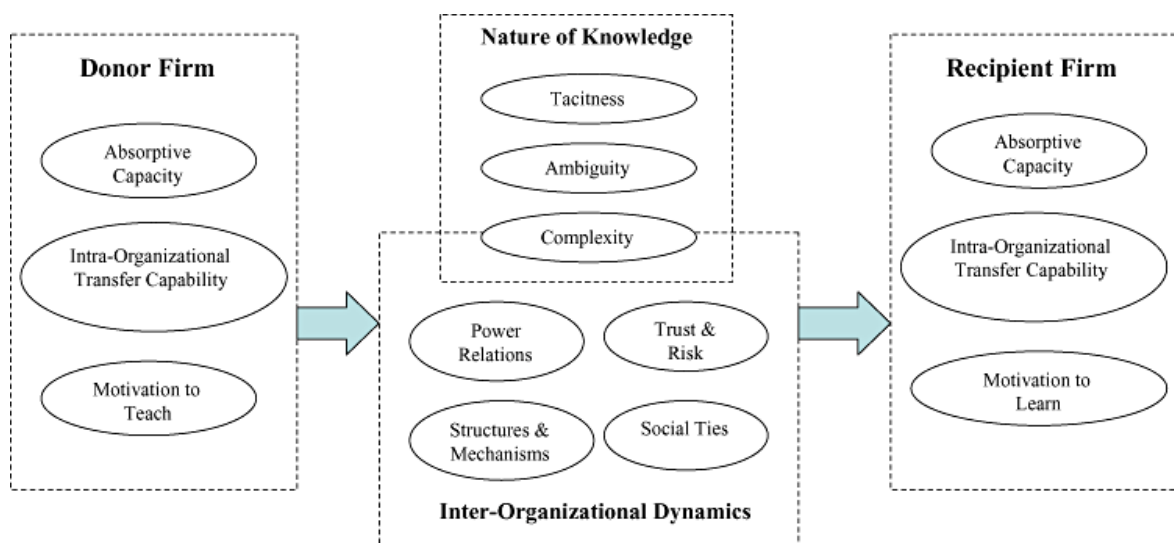 Donor Firm
Absorptive
Capacity
Intra-Organizational
Transfer Capability
Motivation to
Teach
Nature of Knowledge
Tacitness
Ambiguity
Complexity
Power
Relations
Trust &
Risk
Structures &
Mechanisms
Social Ties
Inter-Organizational Dynamics
Recipient Firm
Absorptive
Capacity
Intra-Organizational
Transfer Capability
Motivation to
Learn